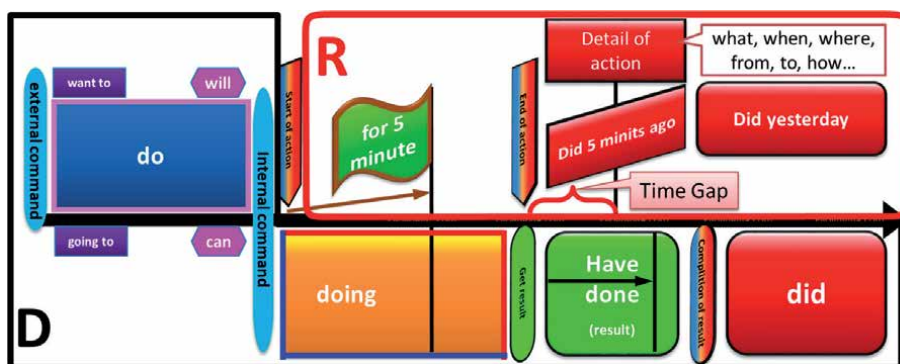 external command
want to
will
do
going to
can
Internal command
D
R
Start of action
for 5
minute
End of action
Detail of
action
what, when, where,
from, to, how...
Did 5 minits ago
Did yesterday
Time Gap
doing
Get result
Have
done
(result)
Complition of result
did